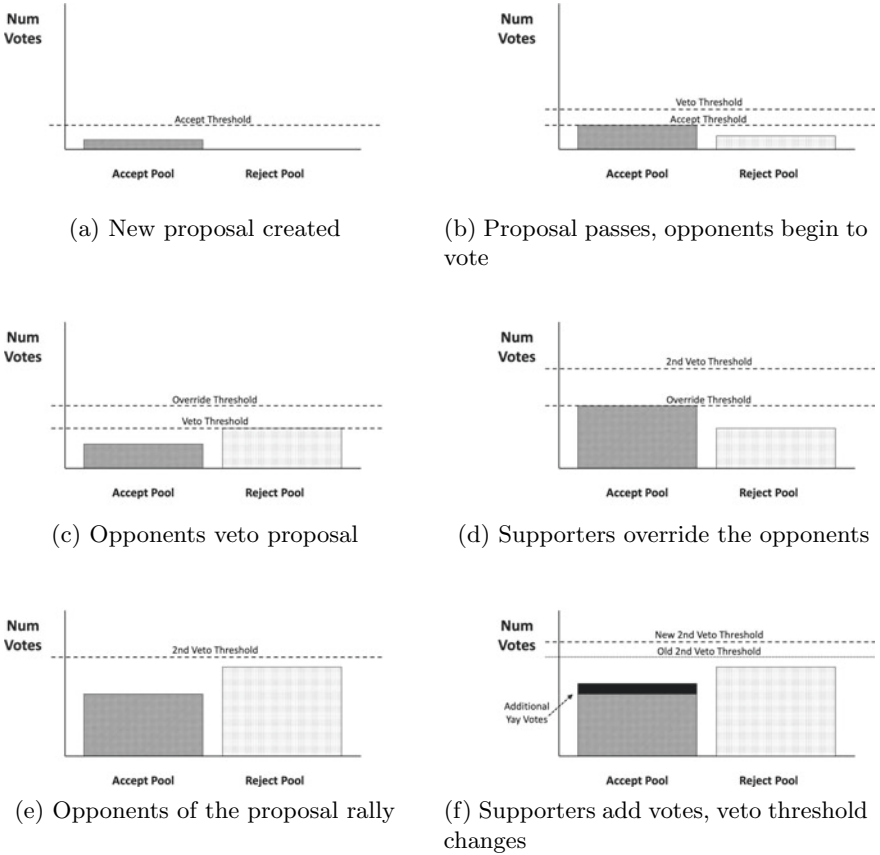 Num
Votes
Accept Threshold
Accept Pool
Reject Pool
(a) New proposal created
Num
Votes
Veto Threshold
Accept Threshold
Accept Pool
Reject Pool
(b) Proposal passes, opponents begin to
vote
Num
Votes
Override Threshold
Veto Threshold
Accept Pool
Reject Pool
(c) Opponents veto proposal
Num
Votes
2nd Veto Threshold
Override Threshold
Accept Pool
Reject Pool
(d) Supporters override the opponents
Num
Votes
2nd Veto Threshold
Accept Pool
Reject Pool
(e) Opponents of the proposal rally
Num
Votes
New 2nd Veto Threshold
Old 2nd Veto Threshold
Additional
Yay Votes
Accept Pool
Reject Pool
(f) Supporters add votes, veto threshold
changes